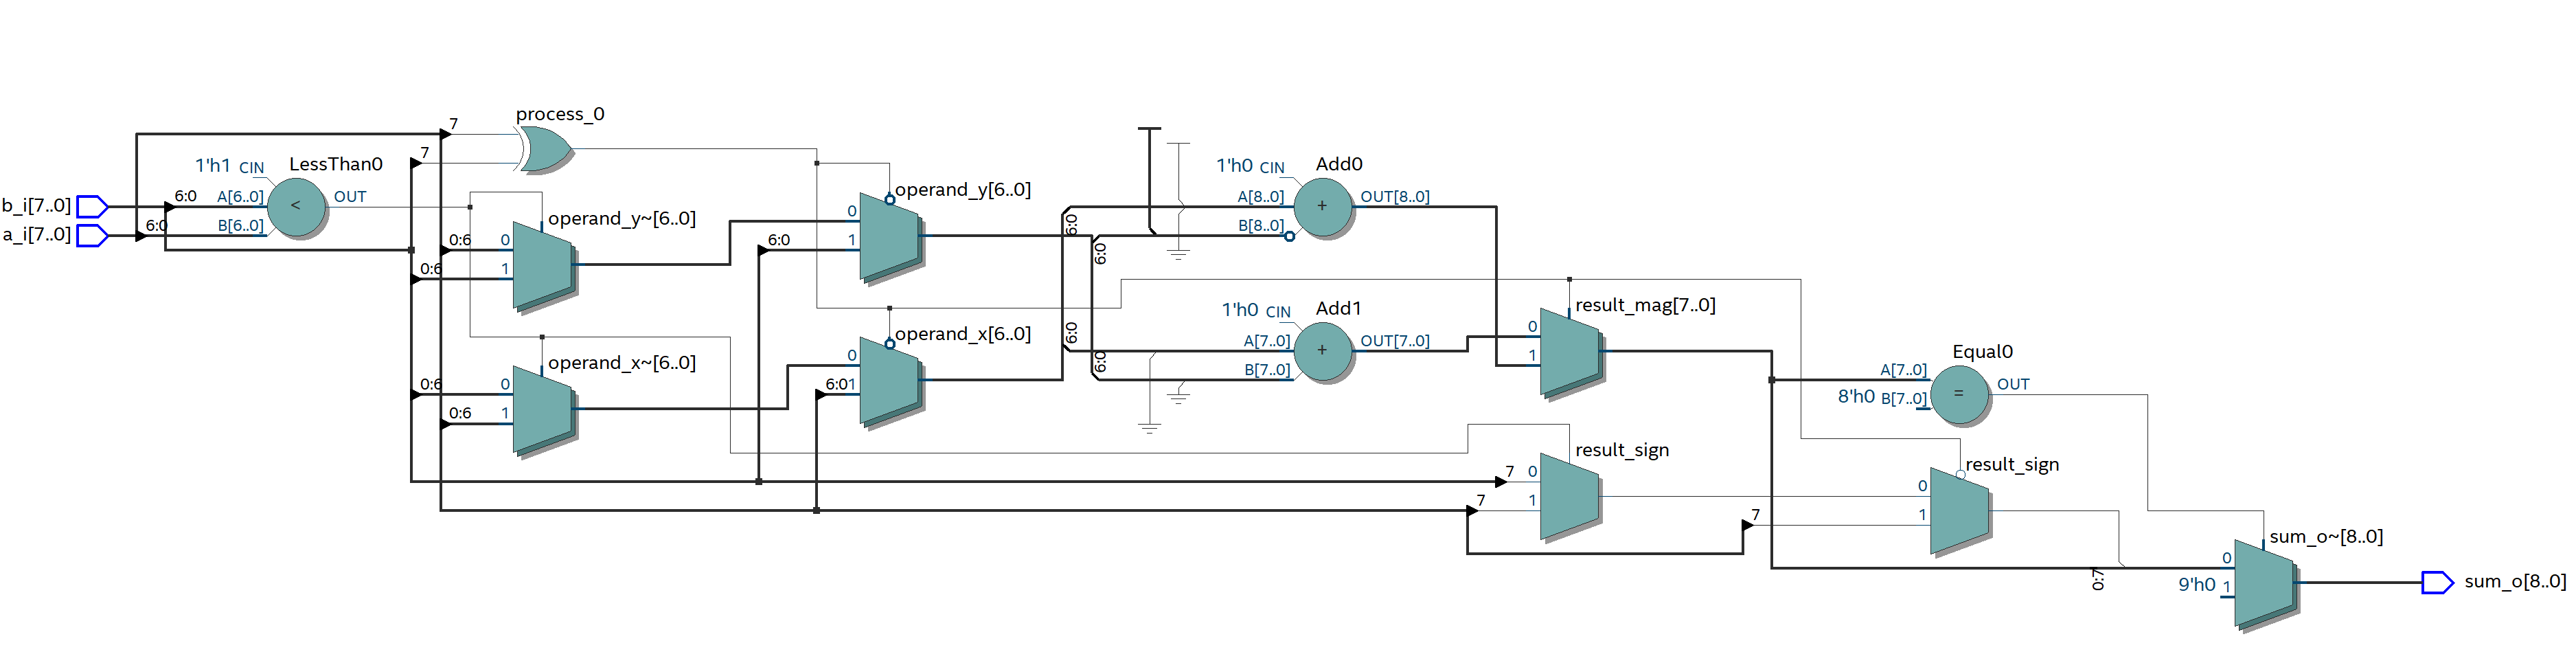 process_0
7
7
1'h1 CIN
LessThan0
6:0
A[6..0]
<
OUT
b_i[7..0]
a_i[7..0]
6:0
B[6..0]
operand_y~[6..0]
0:6
0
0:6
1
operand_x~[6..0]
0:6
0
0:6
1
operand_y[6..0]
0
6:0
1
operand_x[6..0]
0
6:0
1
6:0
6:0
6:0
6:0
1'h0 CIN
Add0
A[8..0]
+
OUT[8..0]
B[8..0]
1'h0 CIN
Add1
A[7..0]
+
OUT[7..0]
B[7..0]
result_mag[7..0]
0
1
result_sign
7
0
7
1
Equal0
A[7..0]
=
OUT
8'h0 B[7..0]
result_sign
0
7
1
0:7
sum_o~[8..0]
0
9'h0 1
sum_o[8..0]